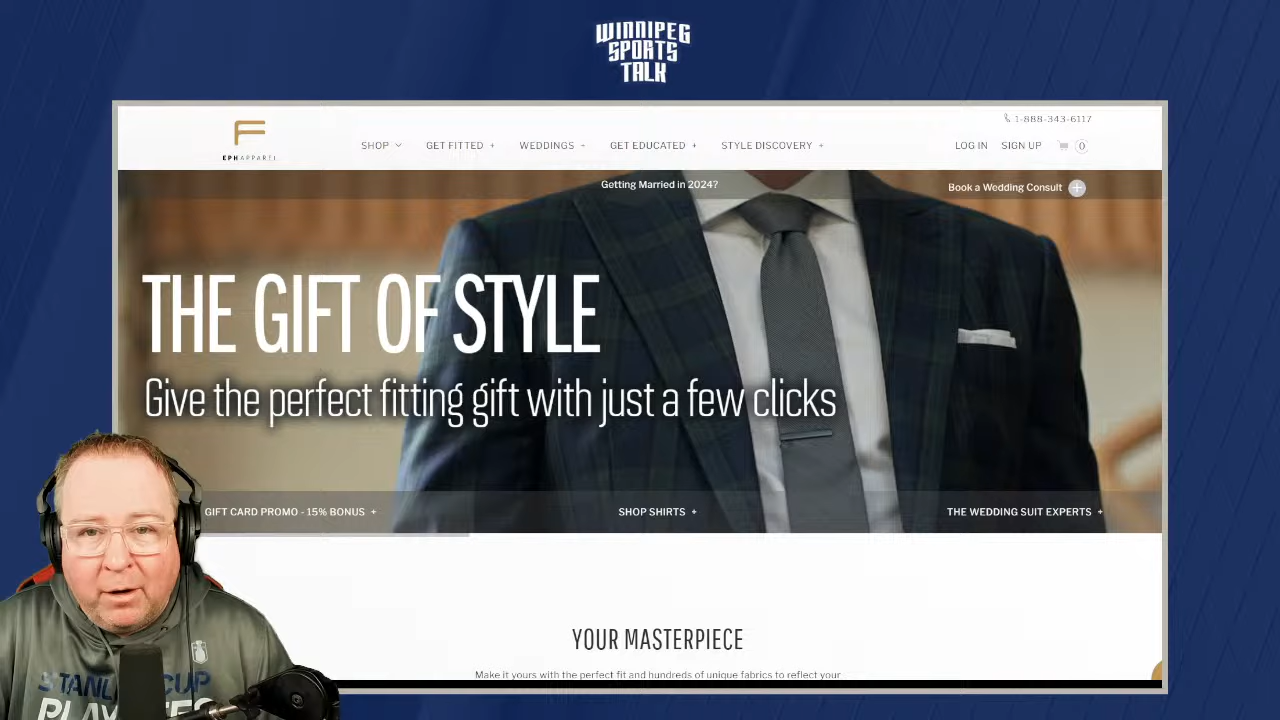 WINNIPEG
SPORTS
TALK
1-888-343-6117
EPH APPAREL
SHOP
GET FITTED +
WEDDINGS +
GET EDUCATED +
STYLE DISCOVERY +
LOG IN
SIGN UP
0
Getting Married in 2024?
Book a Wedding Consult +
THE GIFT OF STYLE
Give the perfect fitting gift with just a few clicks
GIFT CARD PROMO - 15% BONUS +
SHOP SHIRTS +
THE WEDDING SUIT EXPERTS +
YOUR MASTERPIECE
Make it yours with the perfect fit and hundreds of unique fabrics to reflect your